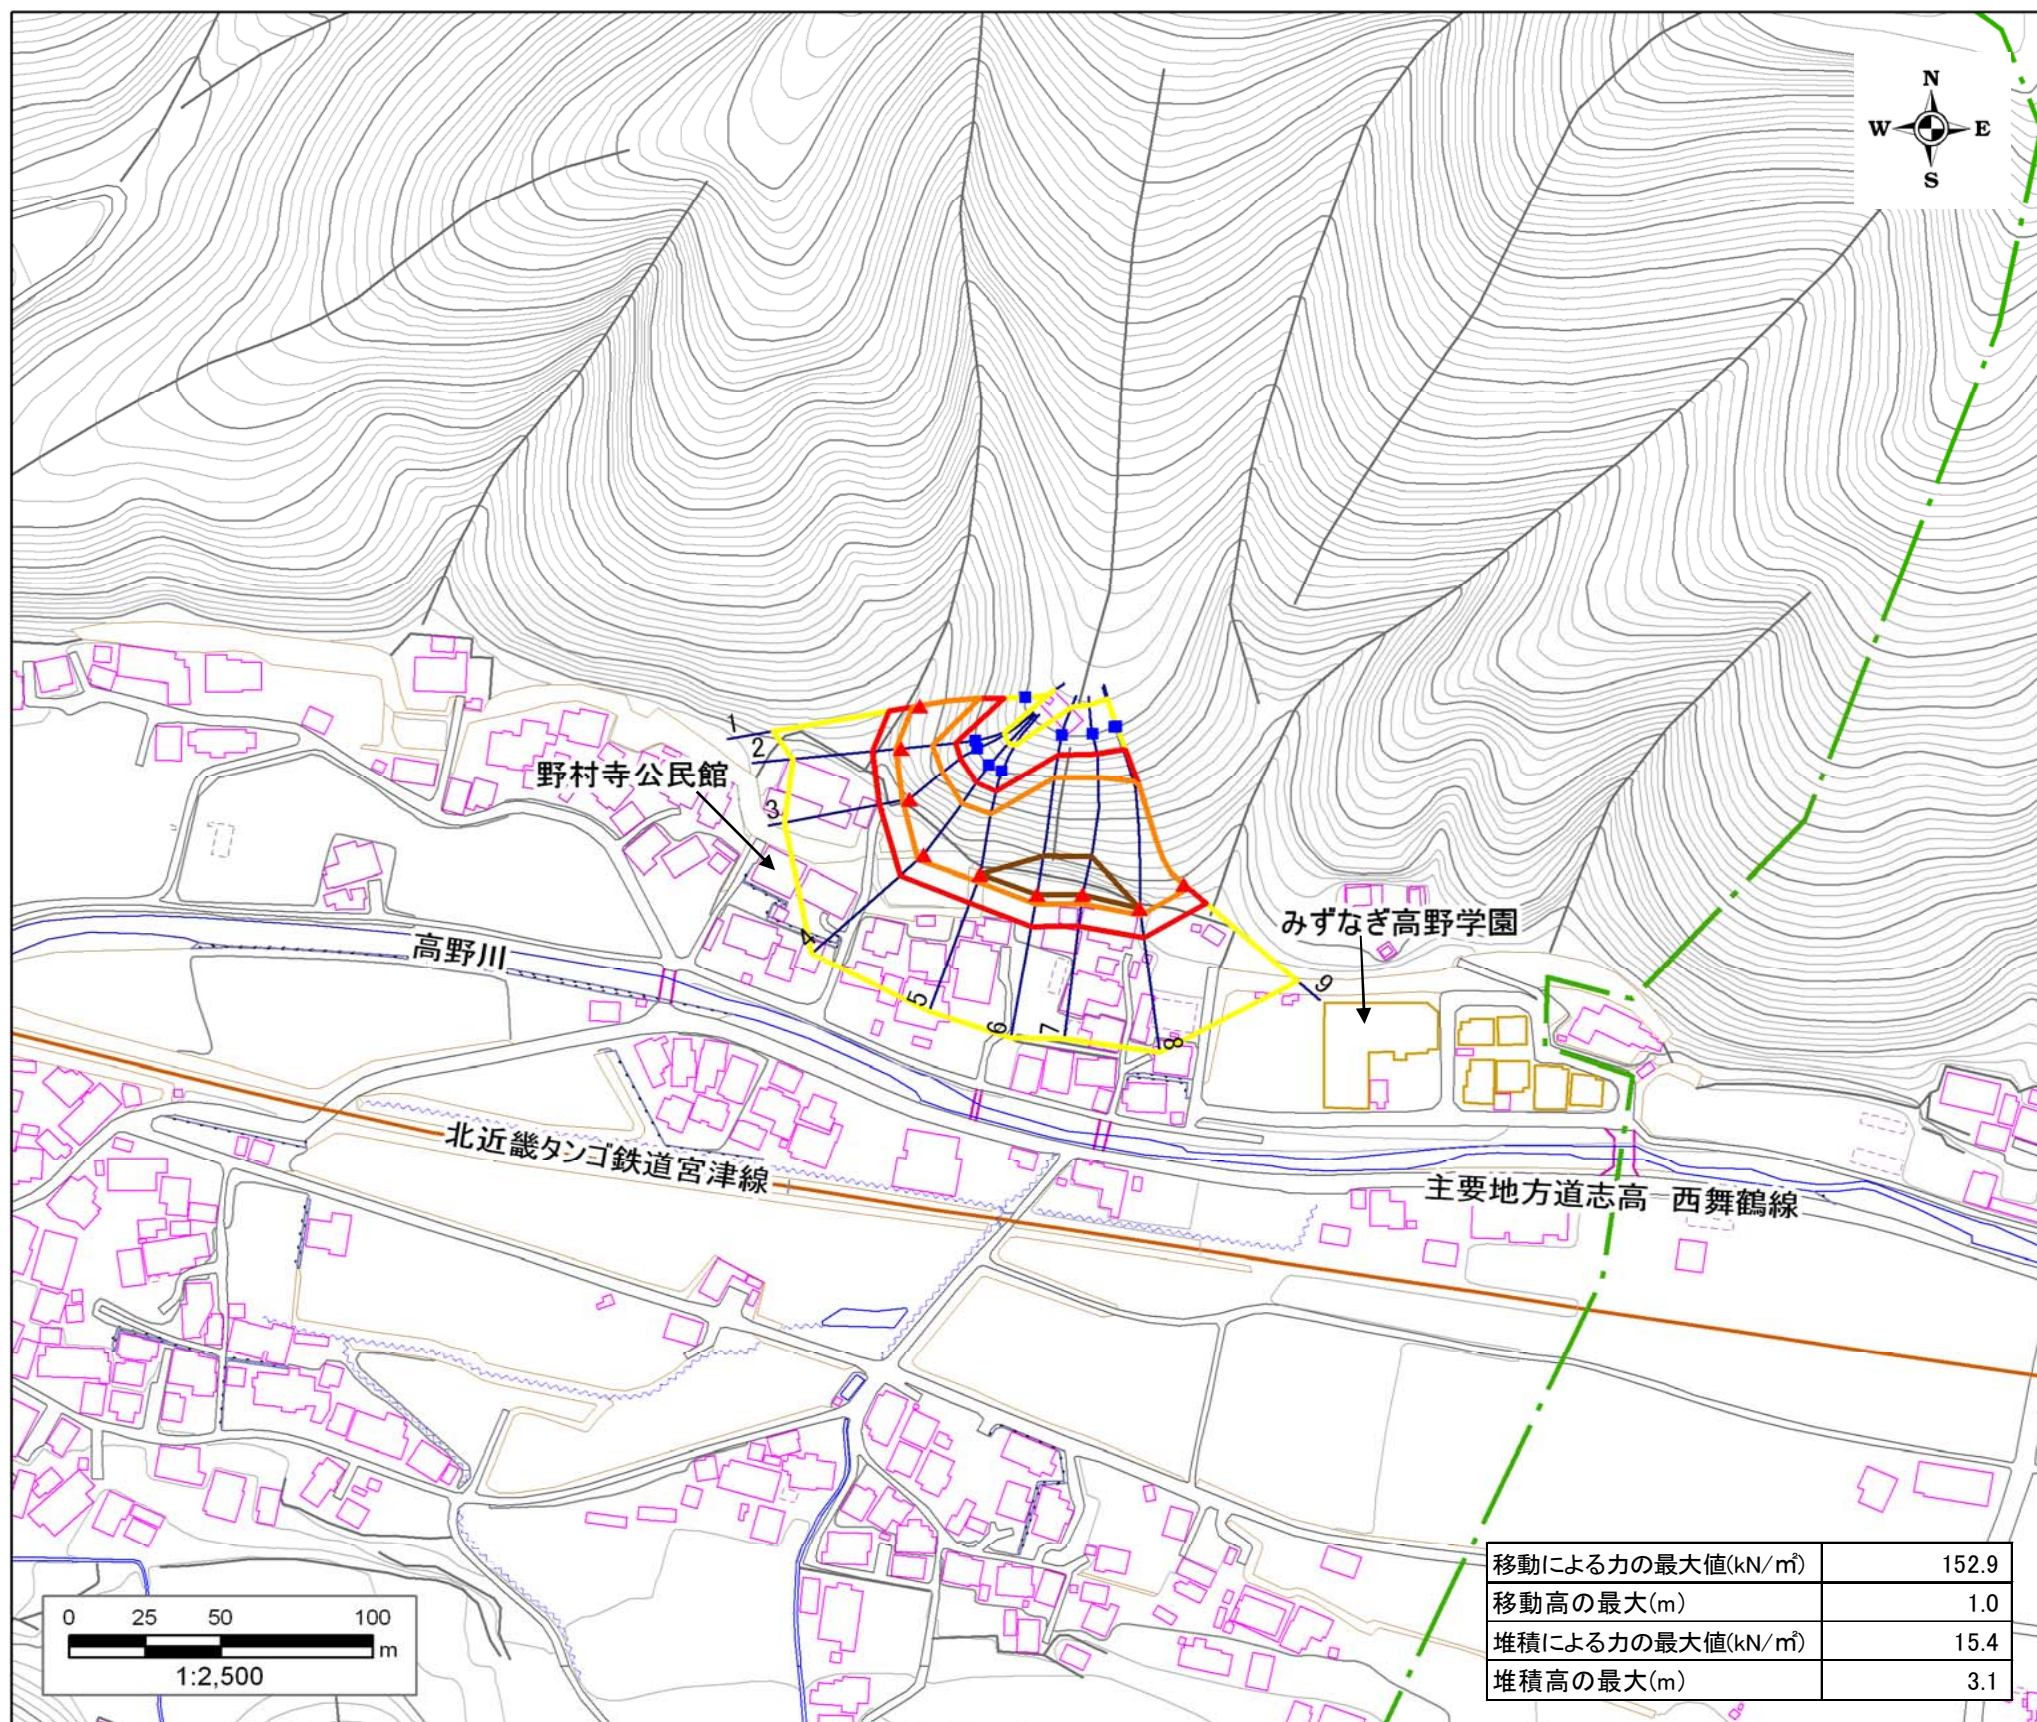 N
W E
S
1
2
野村寺公民館
3
みずなぎ高野学園
4
高野川
9
5
6
7
8
北近畿タンゴ鉄道宮津線
主要地方道志高 西舞鶴線
移動による力の最大値(kN/㎡) 152.9
移動高の最大(m) 1.0
堆積による力の最大値(kN/㎡) 15.4
堆積高の最大(m) 3.1
0 25 50 100
m
1:2,500